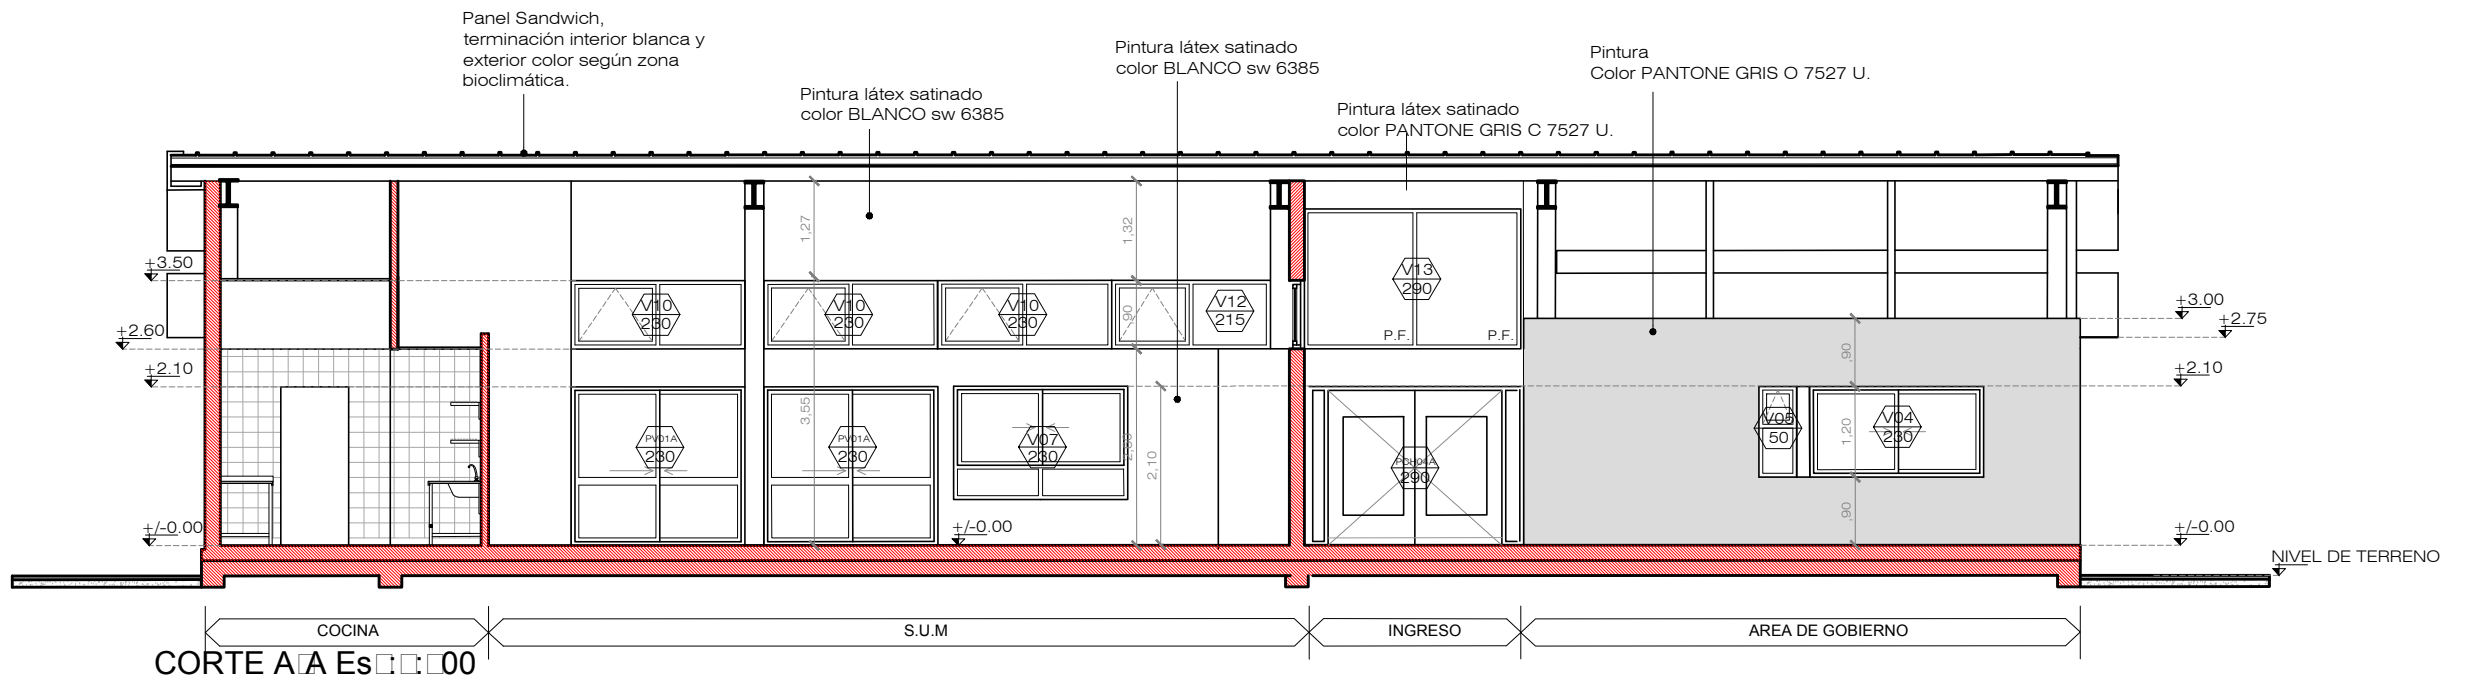 Panel Sandwich,
terminación interior blanca y
exterior color según zona
bioclimática.
Pintura látex satinado
color BLANCO sw 6385
Pintura látex satinado
color BLANCO sw 6385
Pintura látex satinado
color PANTONE GRIS C 7527 U.
Pintura
Color PANTONE GRIS O 7527 U.
+3.50
+2.60
+2.10
+/-0.00
1,27
3,55
1,32
,90
2,10
V10
230
V10
230
V10
230
V12
215
V13
290
P.F.
P.F.
PV01A
230
PV01A
230
V07
230
+/-0.00
290
V05
50
V04
230
,90
1,20
,90
+3.00
+2.75
+2.10
+/-0.00
NIVEL DE TERRENO
COCINA
S.U.M
INGRESO
AREA DE GOBIERNO
CORTE A□A Es□:□:□00